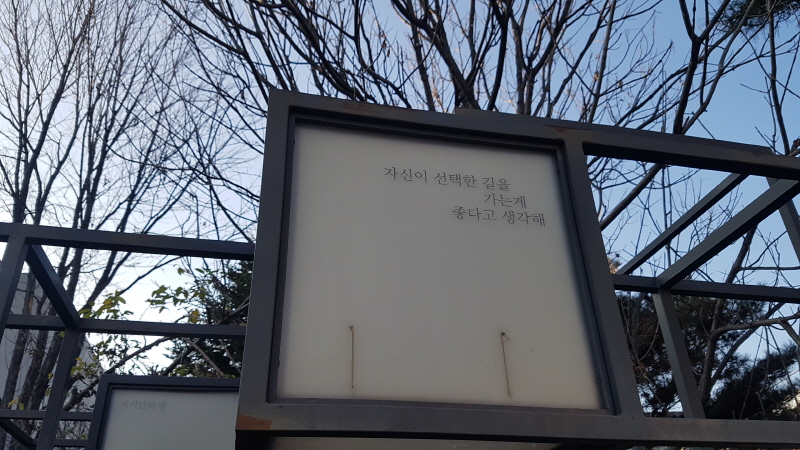 자신이 선택한 길을
가는게
좋다고 생각해